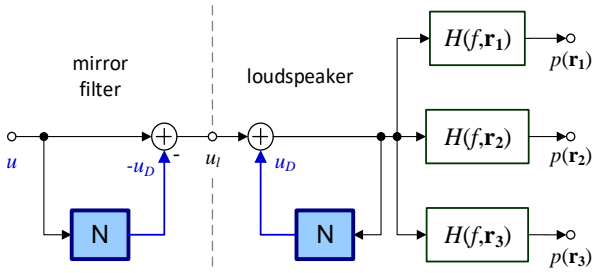 mirror
filter
loudspeaker
H(f,r₁)
p(r₁)
u
-u_D
-
u_l
u_D
H(f,r₂)
p(r₂)
N
N
H(f,r₃)
p(r₃)